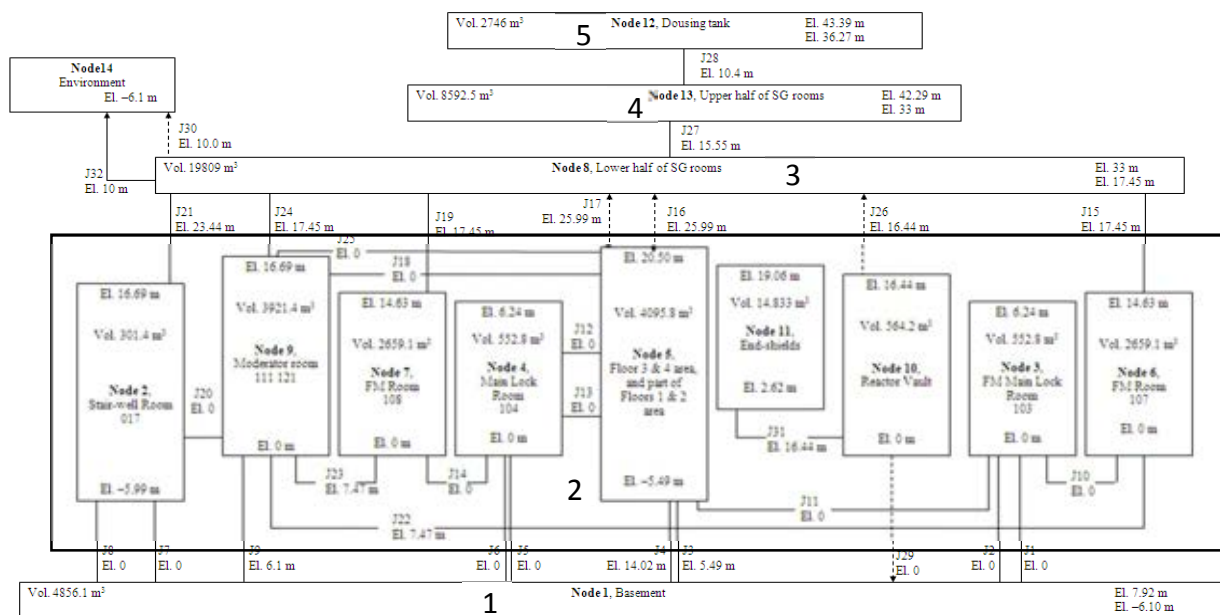 Vol. 2746 m³ Node 12, Dousing tank El. 43.39 m
El. 36.27 m
5
J28
El. 10.4 m
Node14
Environment
El. –6.1 m
Vol. 8592.5 m³ Node 13, Upper half of SG rooms El. 42.29 m
El. 33 m
4
J30
El. 10.0 m
J27
El. 15.55 m
J32
El. 10 m
Vol. 19809 m³ Node 8, Lower half of SG rooms El. 33 m
El. 17.45 m
3
J21
El. 23.44 m
J24
El. 17.45 m
J19
El. 17.45 m
J17
El. 25.99 m
J16
El. 25.99 m
J26
El. 16.44 m
J15
El. 17.45 m
J25
El. 0
J18
El. 0
El. 16.69 m
Vol. 301.4 m³
Node 2,
Stair-well Room
017
El. –5.99 m
J20
El. 0
El. 16.69 m
Vol. 3921.4 m³
Node 9,
Moderator room
111 121
El. 0 m
El. 14.63 m
Vol. 2659.1 m³
Node 7,
FM Room
108
El. 0 m
El. 6.24 m
Vol. 552.8 m³
Node 4,
Main Lock
Room
104
El. 0 m
J12
El. 0
J13
El. 0
El. 20.50 m
Vol. 4095.8 m³
Node 5,
Floor 3 & 4 area,
and part of
Floors 1 & 2
area
El. –5.49 m
El. 19.06 m
Vol. 14.833 m³
Node 11,
End-shields
El. 2.62 m
J31
El. 16.44 m
El. 16.44 m
Vol. 564.2 m³
Node 10,
Reactor Vault
El. 0 m
El. 6.24 m
Vol. 552.8 m³
Node 3,
FM Main Lock
Room
103
El. 0 m
El. 14.63 m
Vol. 2659.1 m³
Node 6,
FM Room
107
El. 0 m
J23
El. 7.47 m
J14
El. 0
J10
El. 0
2
J11
El. 0
J22
El. 7.47 m
J8
El. 0
J7
El. 0
J9
El. 6.1 m
J6
El. 0
J5
El. 0
J4
El. 14.02 m
J3
El. 5.49 m
J29
El. 0
J2
El. 0
J1
El. 0
Vol. 4856.1 m³ Node 1, Basement El. 7.92 m
El. –6.10 m
1